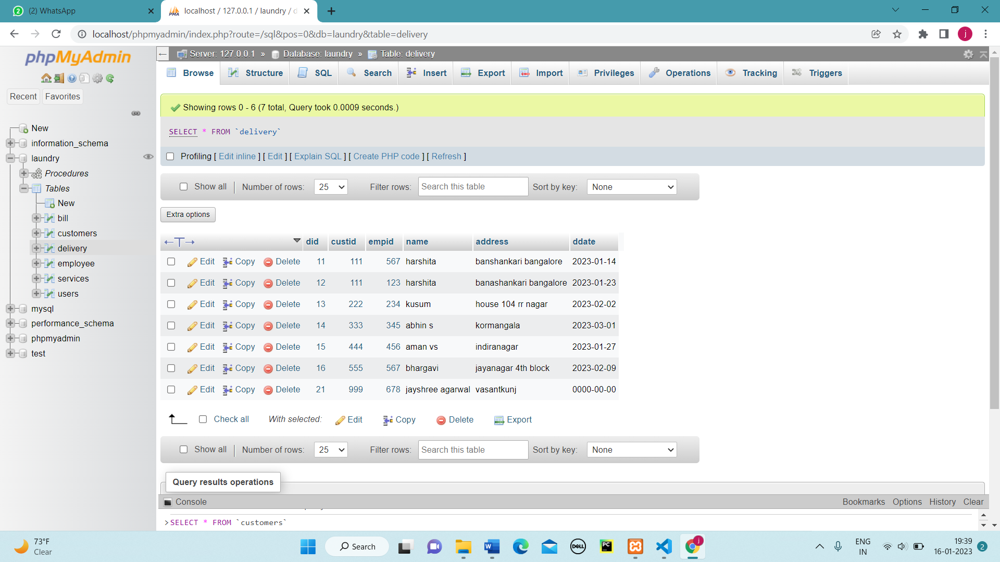 (2) WhatsApp
localhost / 127.0.0.1 / laundry / d
localhost/phpmyadmin/index.php?route=/sql&pos=0&db=laundry&table=delivery
j
phpMyAdmin
Recent Favorites
New
information_schema
laundry
Procedures
Tables
New
bill
customers
delivery
employee
services
users
mysql
performance_schema
phpmyadmin
test
Server: 127.0.0.1 » Database: laundry » Table: delivery
Browse Structure SQL Search Insert Export Import Privileges Operations Tracking Triggers
Showing rows 0 - 6 (7 total, Query took 0.0009 seconds.)
SELECT * FROM `delivery`
Profiling [ Edit inline ] [ Edit ] [ Explain SQL ] [ Create PHP code ] [ Refresh ]
Show all Number of rows: 25 Filter rows: Search this table Sort by key: None
Extra options
did custid empid name address ddate
Edit Copy Delete 11 111 567 harshita banshankari bangalore 2023-01-14
Edit Copy Delete 12 111 123 harshita banashankari bangalore 2023-01-23
Edit Copy Delete 13 222 234 kusum house 104 rr nagar 2023-02-02
Edit Copy Delete 14 333 345 abhin s kormangala 2023-03-01
Edit Copy Delete 15 444 456 aman vs indiranagar 2023-01-27
Edit Copy Delete 16 555 567 bhargavi jayanagar 4th block 2023-02-09
Edit Copy Delete 21 999 678 jayshree agarwal vasantkunj 0000-00-00
Check all With selected: Edit Copy Delete Export
Show all Number of rows: 25 Filter rows: Search this table Sort by key: None
Query results operations
Console Bookmarks Options History Clear
>SELECT * FROM `customers`
73°F
Clear
Search
DELL
PC
j
ENG
IN
19:39
16-01-2023
2